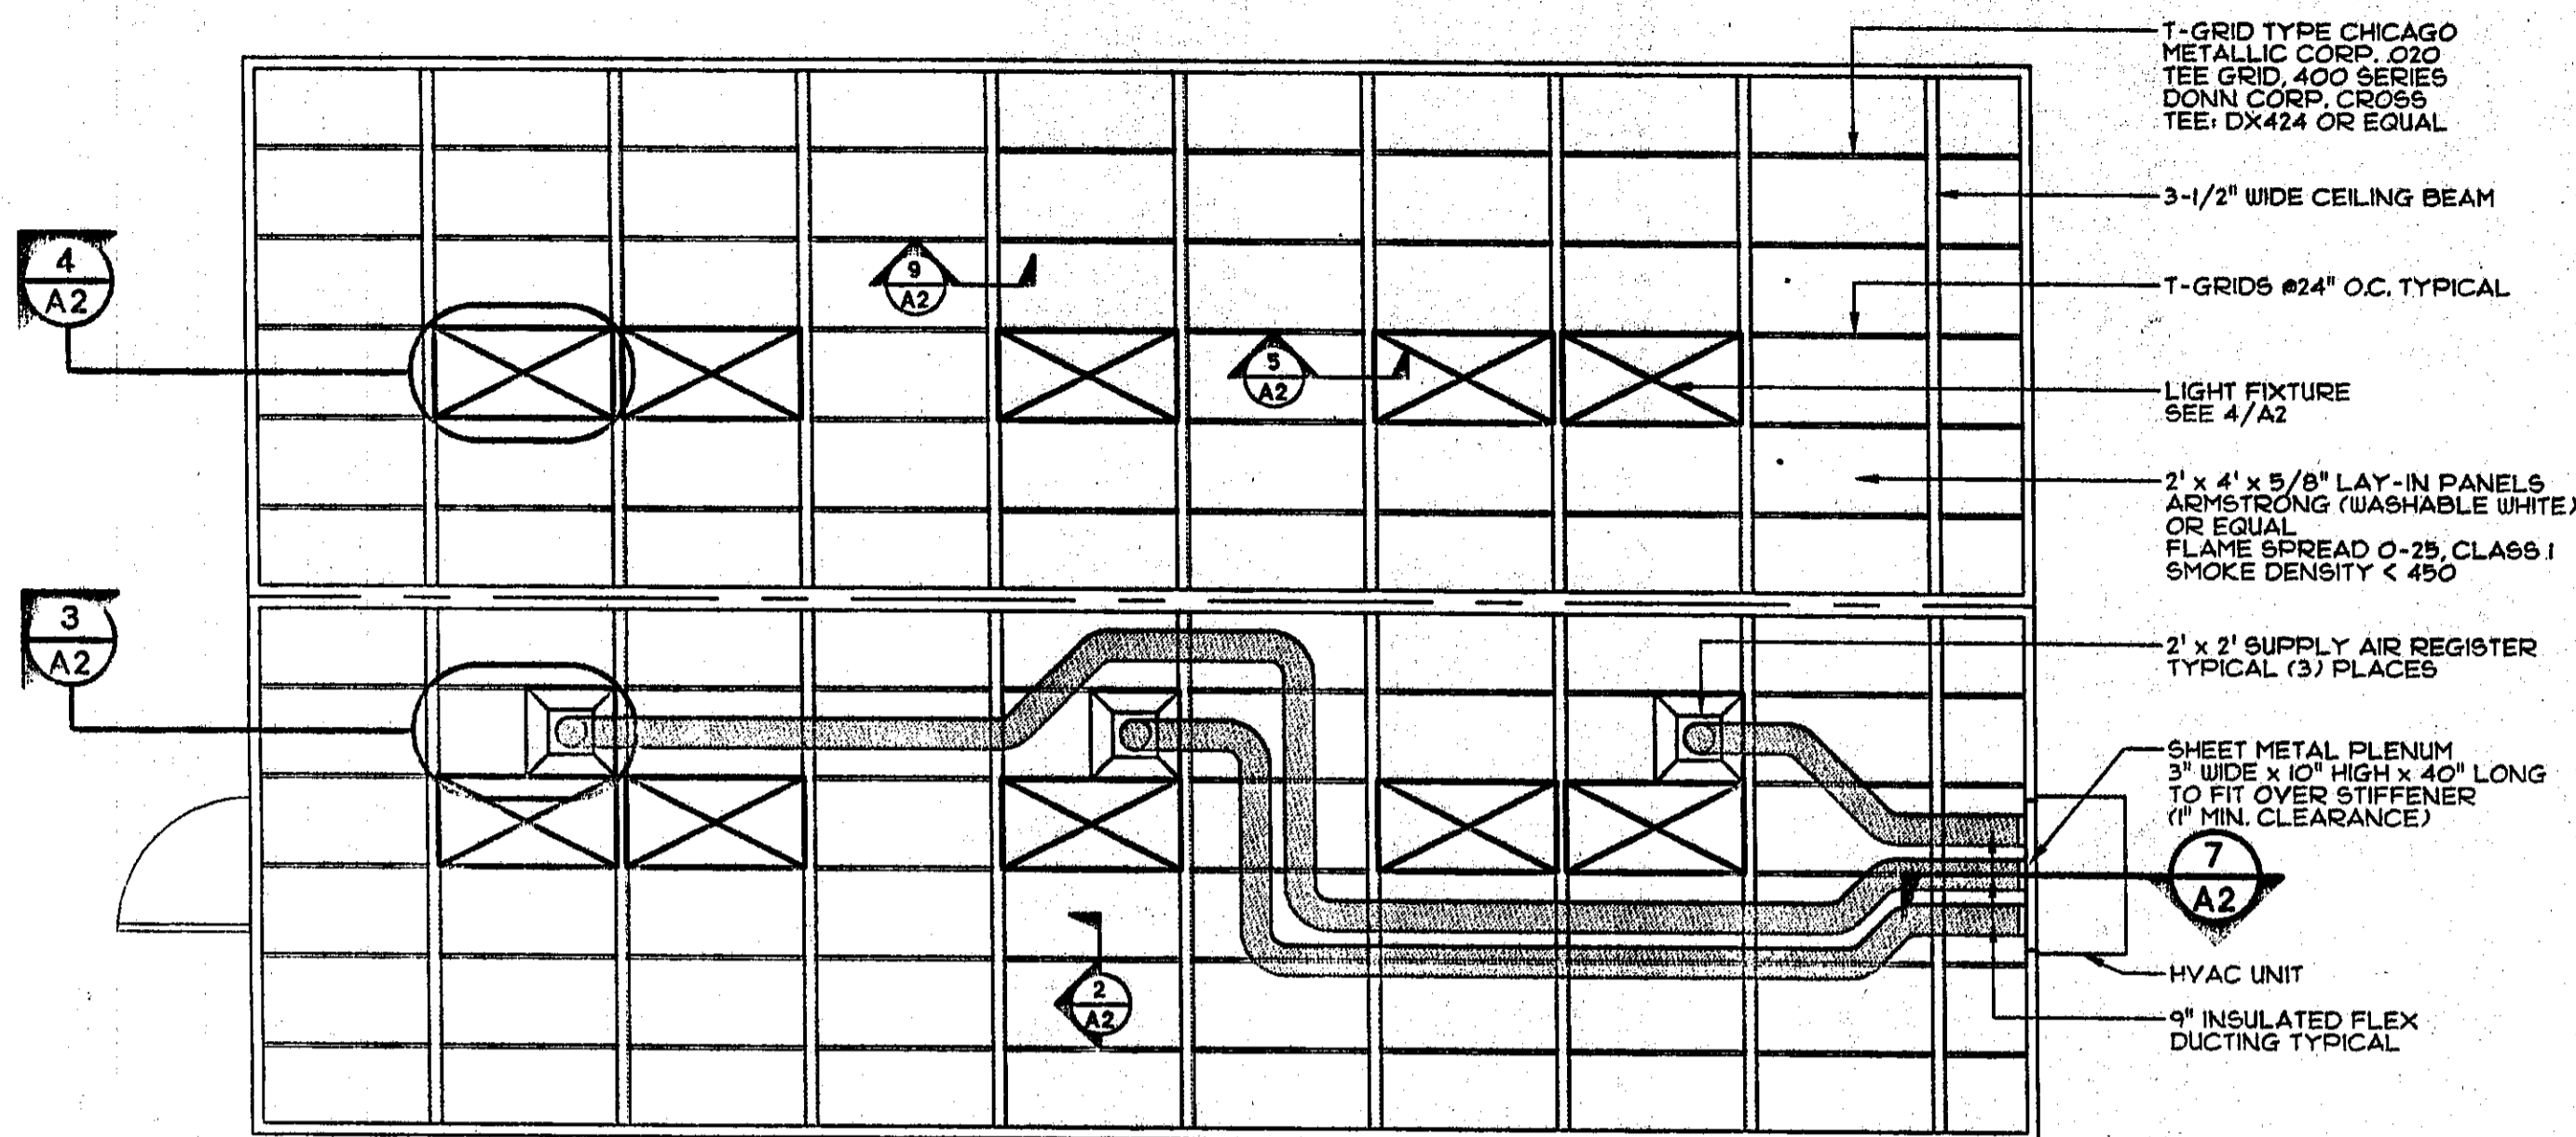 T-GRID TYPE CHICAGO
METALLIC CORP. .020
TEE GRID, 400 SERIES
DONN CORP. CROSS
TEE: DX424 OR EQUAL
3-1/2" WIDE CEILING BEAM
T-GRIDS @24" O.C. TYPICAL
LIGHT FIXTURE
SEE 4/A2
2' x 4' x 5/8" LAY-IN PANELS
ARMSTRONG (WASHABLE WHITE)
OR EQUAL
FLAME SPREAD 0-25, CLASS 1
SMOKE DENSITY < 450
2' x 2' SUPPLY AIR REGISTER
TYPICAL (3) PLACES
SHEET METAL PLENUM
3" WIDE x 10" HIGH x 40" LONG
TO FIT OVER STIFFENER
(1" MIN. CLEARANCE)
HVAC UNIT
9" INSULATED FLEX
DUCTING TYPICAL
4
A2
9
A2
5
A2
3
A2
7
A2
2
A2